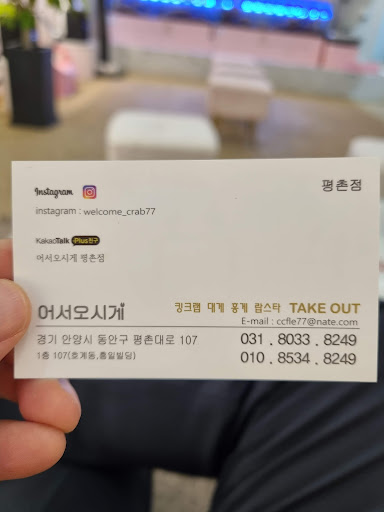 평촌점
Instagram
instagram : welcome_crab77
KakaoTalk Plus친구
어서오시게 평촌점
어서오시게
킹크랩 대게 홍게 랍스타 TAKE OUT
E-mail : ccfle77@nate.com
경기 안양시 동안구 평촌대로 107
1층 107(호계동,흥일빌딩)
031 . 8033 . 8249
010 . 8534 . 8249